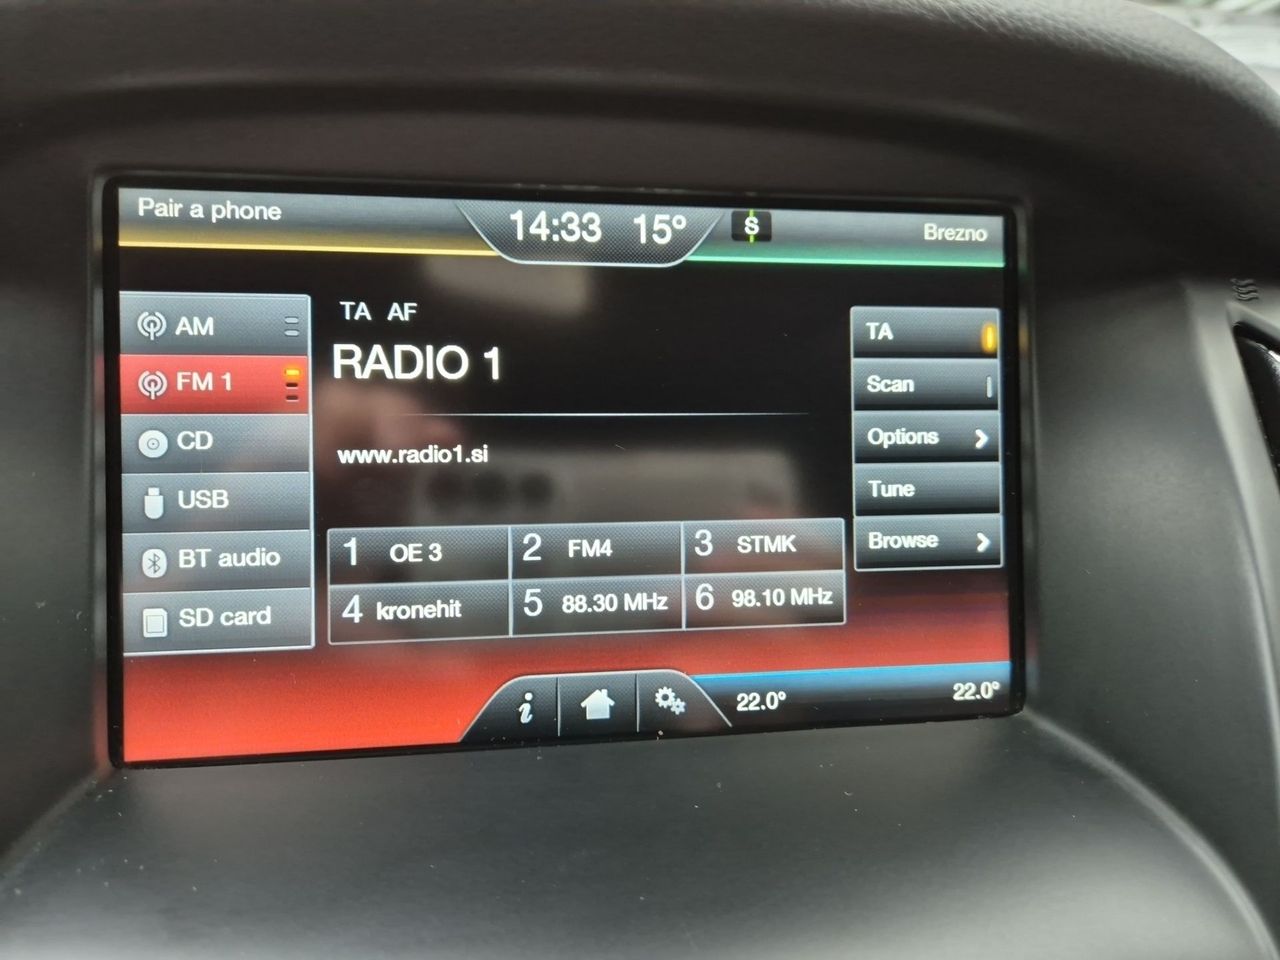 Pair a phone
14:33 15°
S
Brezno
AM
FM 1
CD
USB
BT audio
SD card
TA AF
RADIO 1
www.radio1.si
1 OE 3
2 FM4
3 STMK
4 kronehit
5 88.30 MHz
6 98.10 MHz
TA
Scan
Options
Tune
Browse
i
22.0°
22.0°